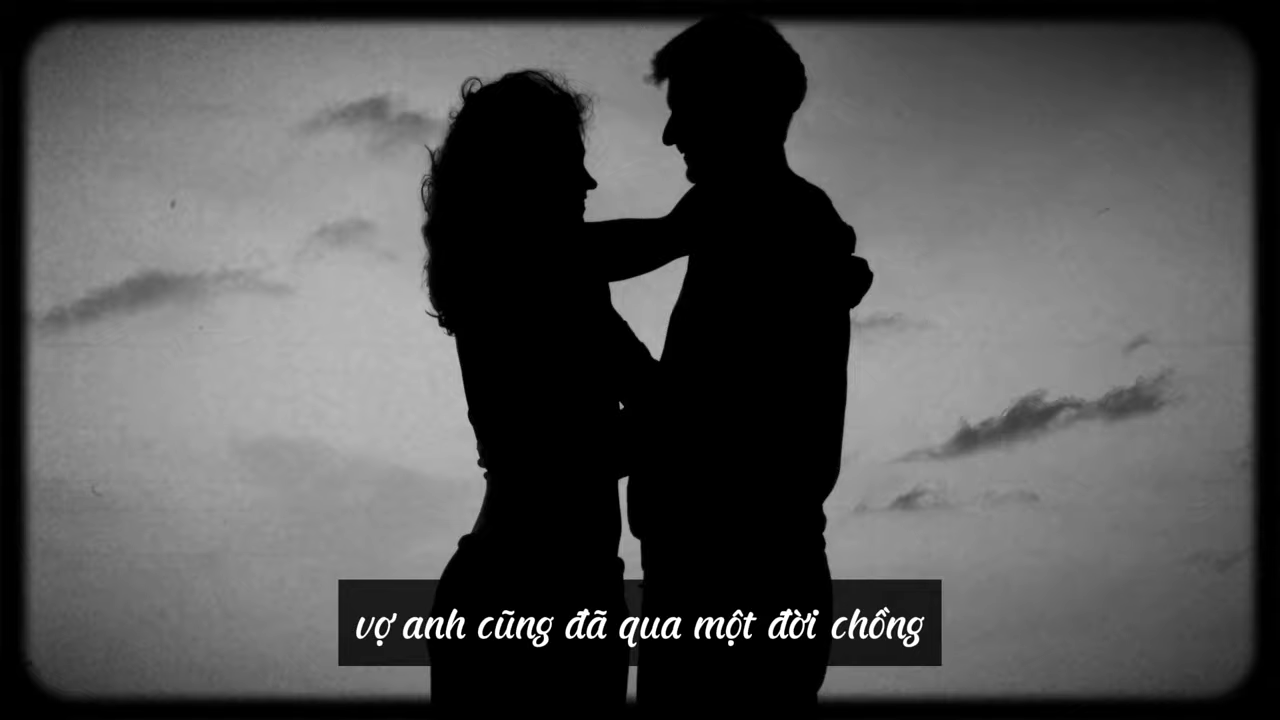 vợ anh cũng đã qua một đời chồng